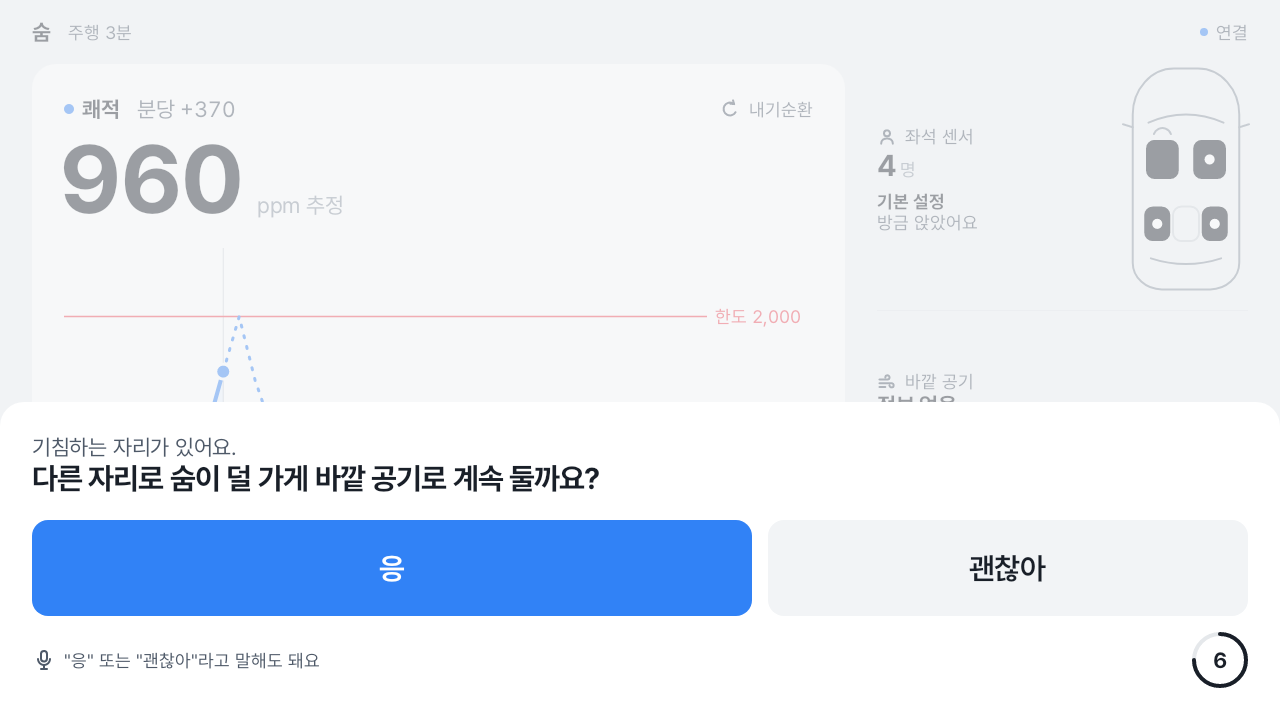 숨 주행 3분
연결
쾌적 분당 +370
내기순환
960 ppm 추정
한도 2,000
좌석 센서
4 명
기본 설정
방금 앉았어요
바깥 공기
기침하는 자리가 있어요.
다른 자리로 숨이 덜 가게 바깥 공기로 계속 둘까요?
응
괜찮아
"응" 또는 "괜찮아"라고 말해도 돼요
6